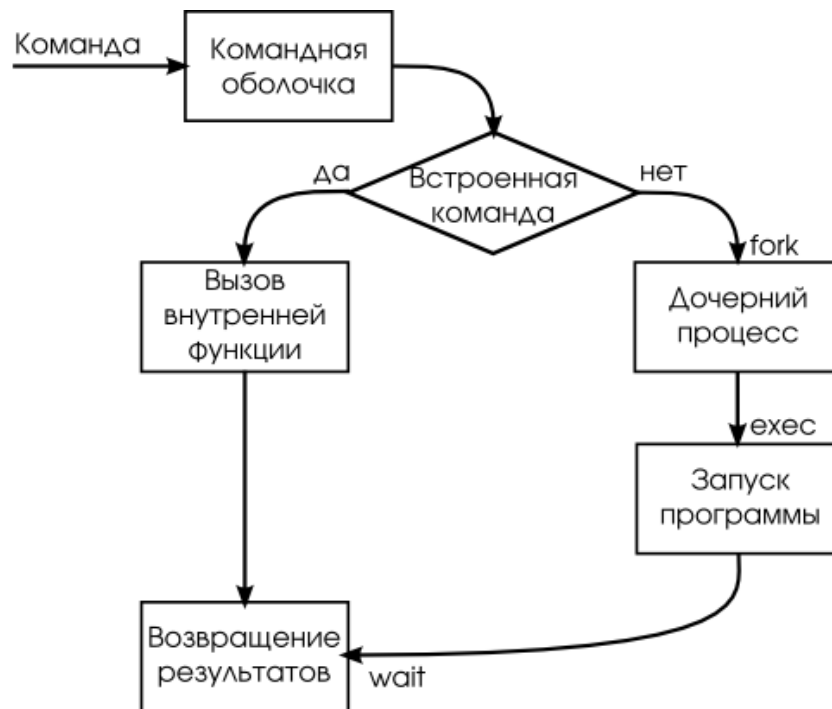 Команда
Командная
оболочка
Встроенная
команда
да
нет
Вызов
внутренней
функции
fork
Дочерний
процесс
exec
Запуск
программы
Возвращение
результатов
wait